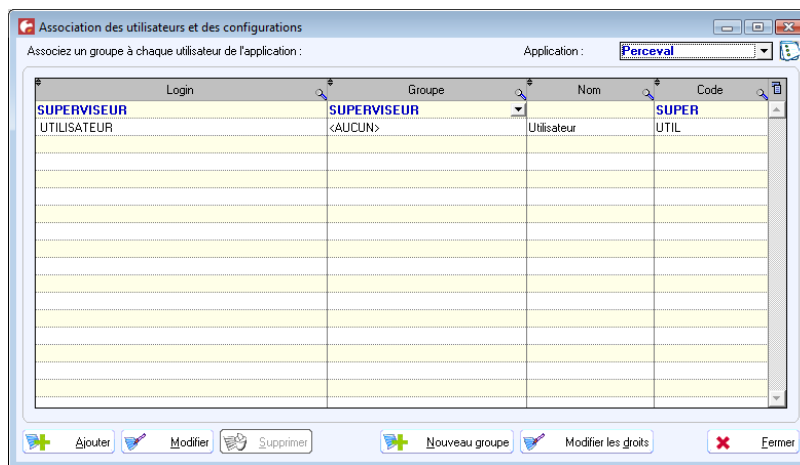 Association des utilisateurs et des configurations
Associez un groupe à chaque utilisateur de l'application : Application : Perceval
Login Groupe Nom Code
SUPERVISEUR SUPERVISEUR SUPER
UTILISATEUR <AUCUN> Utilisateur UTIL
Ajouter Modifier Supprimer Nouveau groupe Modifier les droits Fermer